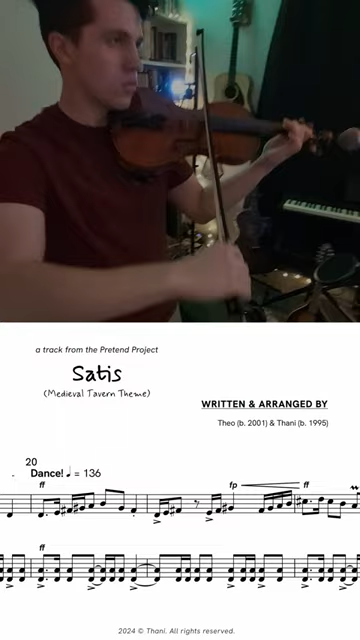 a track from the Pretend Project
Satis
(Medieval Tavern Theme)
WRITTEN & ARRANGED BY
Theo (b. 2001) & Thani (b. 1995)
20
Dance! ♩ = 136
ff
fp
ff
ff
2024 © Thani. All rights reserved.